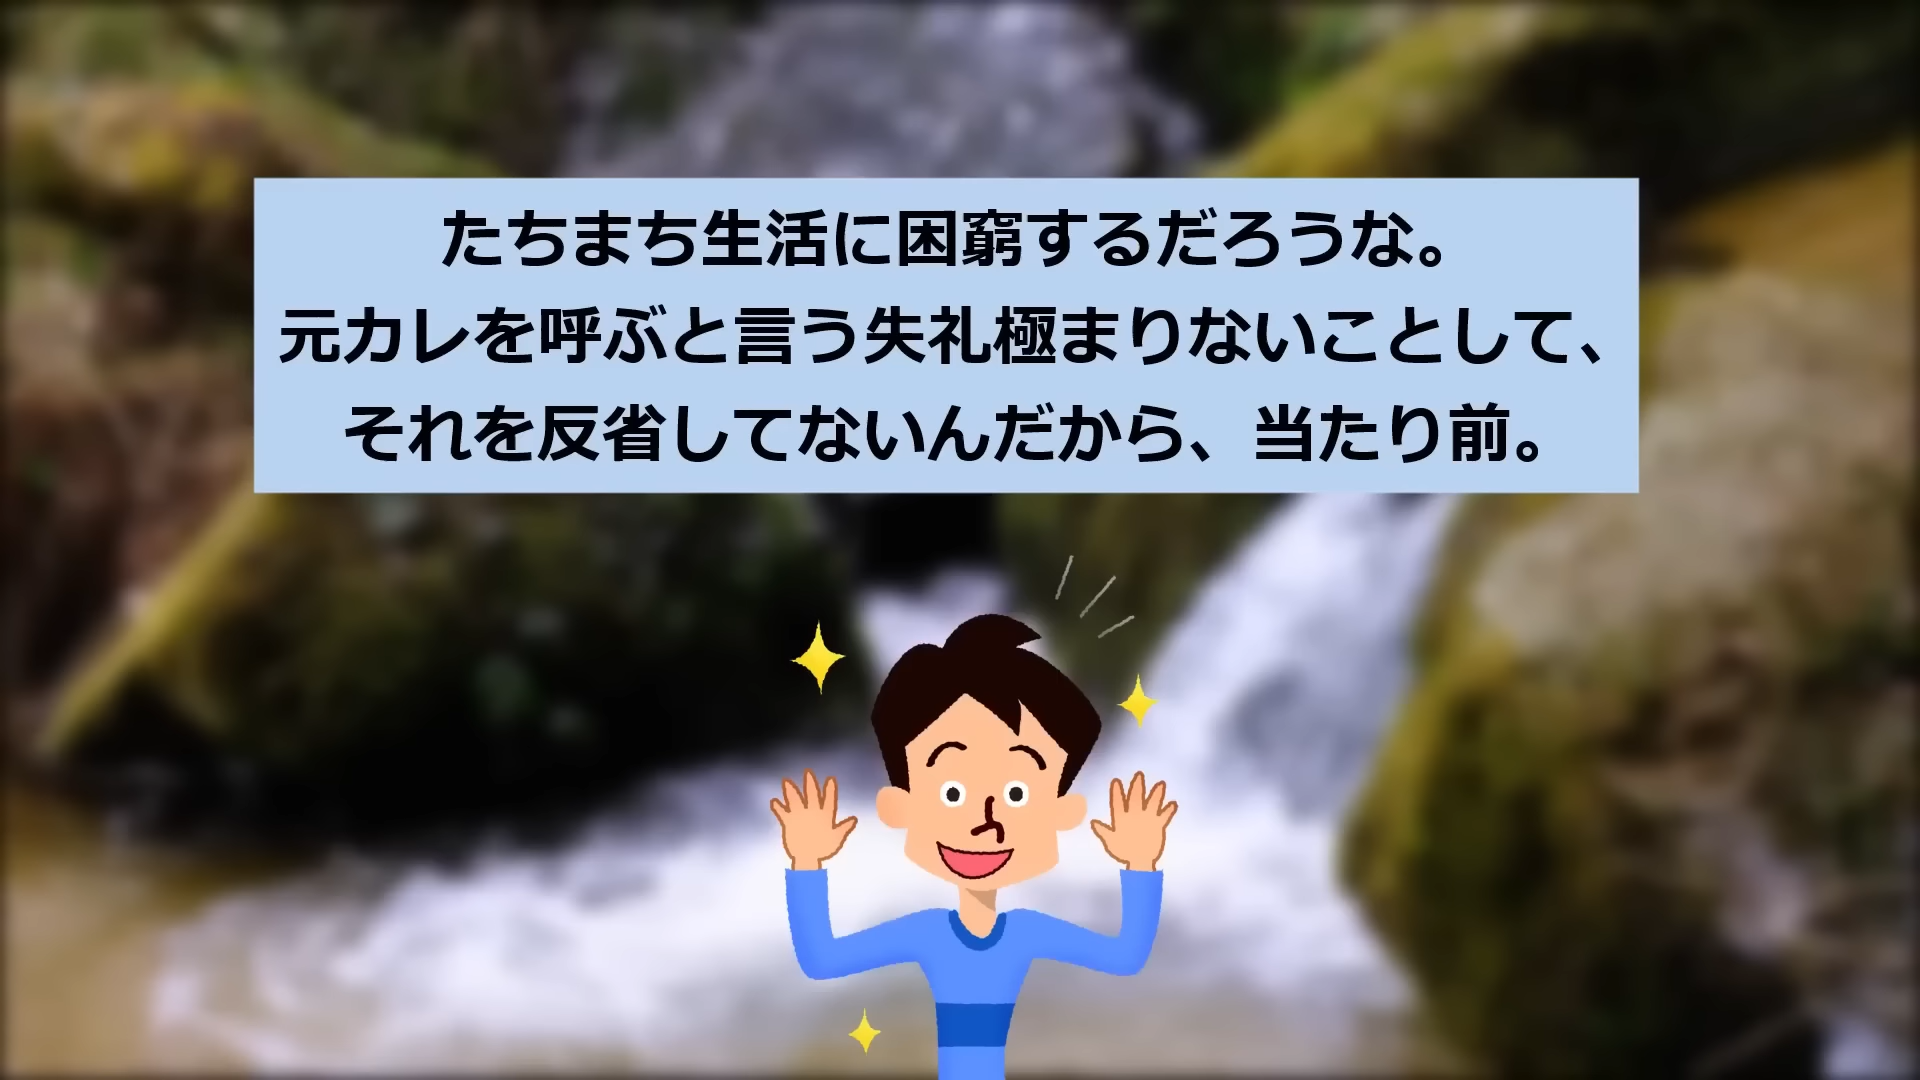 たちまち生活に困窮するだろうな。
元カレを呼ぶと言う失礼極まりないことして、
それを反省してないんだから、当たり前。